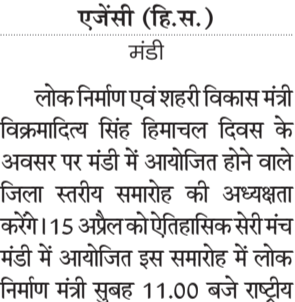 एजेंसी (हि.स.)
मंडी
लोक निर्माण एवं शहरी विकास मंत्री
विक्रमादित्य सिंह हिमाचल दिवस के
अवसर पर मंडी में आयोजित होने वाले
जिला स्तरीय समारोह की अध्यक्षता
करेंगे। 15 अप्रैल को ऐतिहासिक सेरी मंच
मंडी में आयोजित इस समारोह में लोक
निर्माण मंत्री सुबह 11.00 बजे राष्ट्रीय